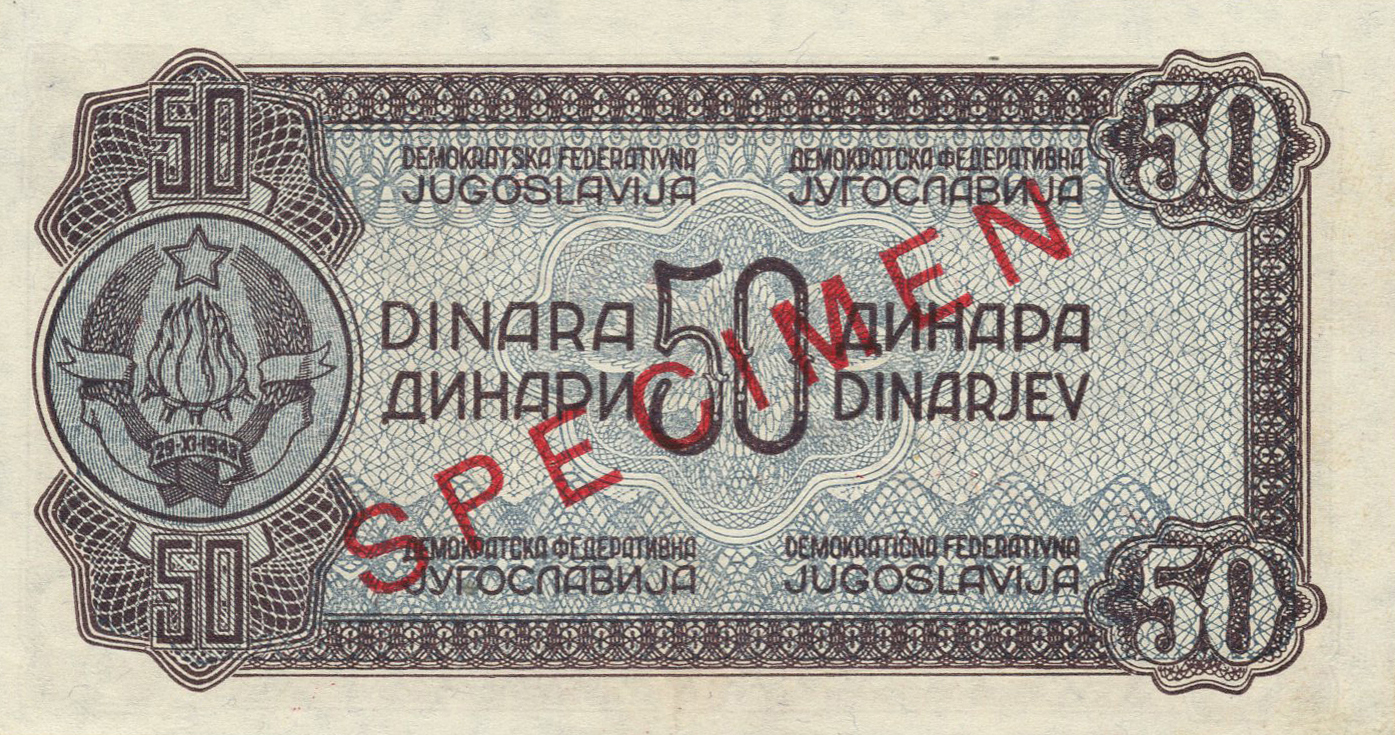 50
50
DEMOKRATSKA FEDERATIVNA
JUGOSLAVIJA
ДЕМОКРАТСКА ФЕДЕРАТИВНА
ЈУГОСЛАВИЈА
DINARA
50
ДИНАРА
ДИНАРИ
DINARJEV
SPECIMEN
29·XI·1943
ДЕМОКРАТСКА ФЕДЕРАТИВНА
ЈУГОСЛАВИЈА
DEMOKRATIČNA FEDERATIVNA
JUGOSLAVIJA
50
50